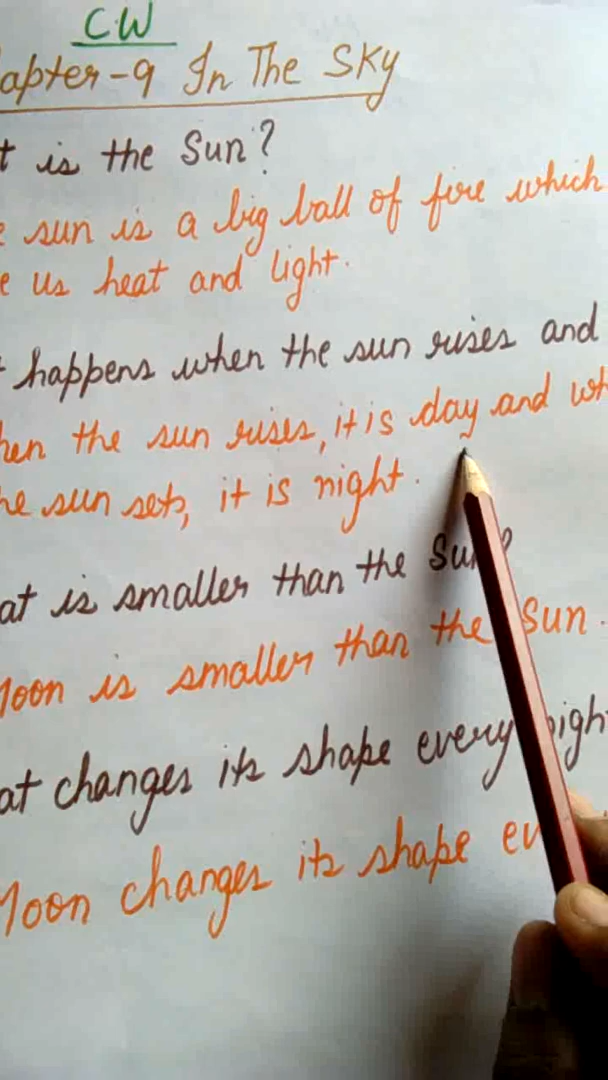 CW
apter-9 In The Sky
t is the Sun?
e sun is a big ball of fire which
e us heat and light.
t happens when the sun rises and
hen the sun rises, it is day and wh
he sun sets, it is night.
at is smaller than the Sun?
Moon is smaller than the Sun.
at changes its shape every nigh
Moon changes its shape ev